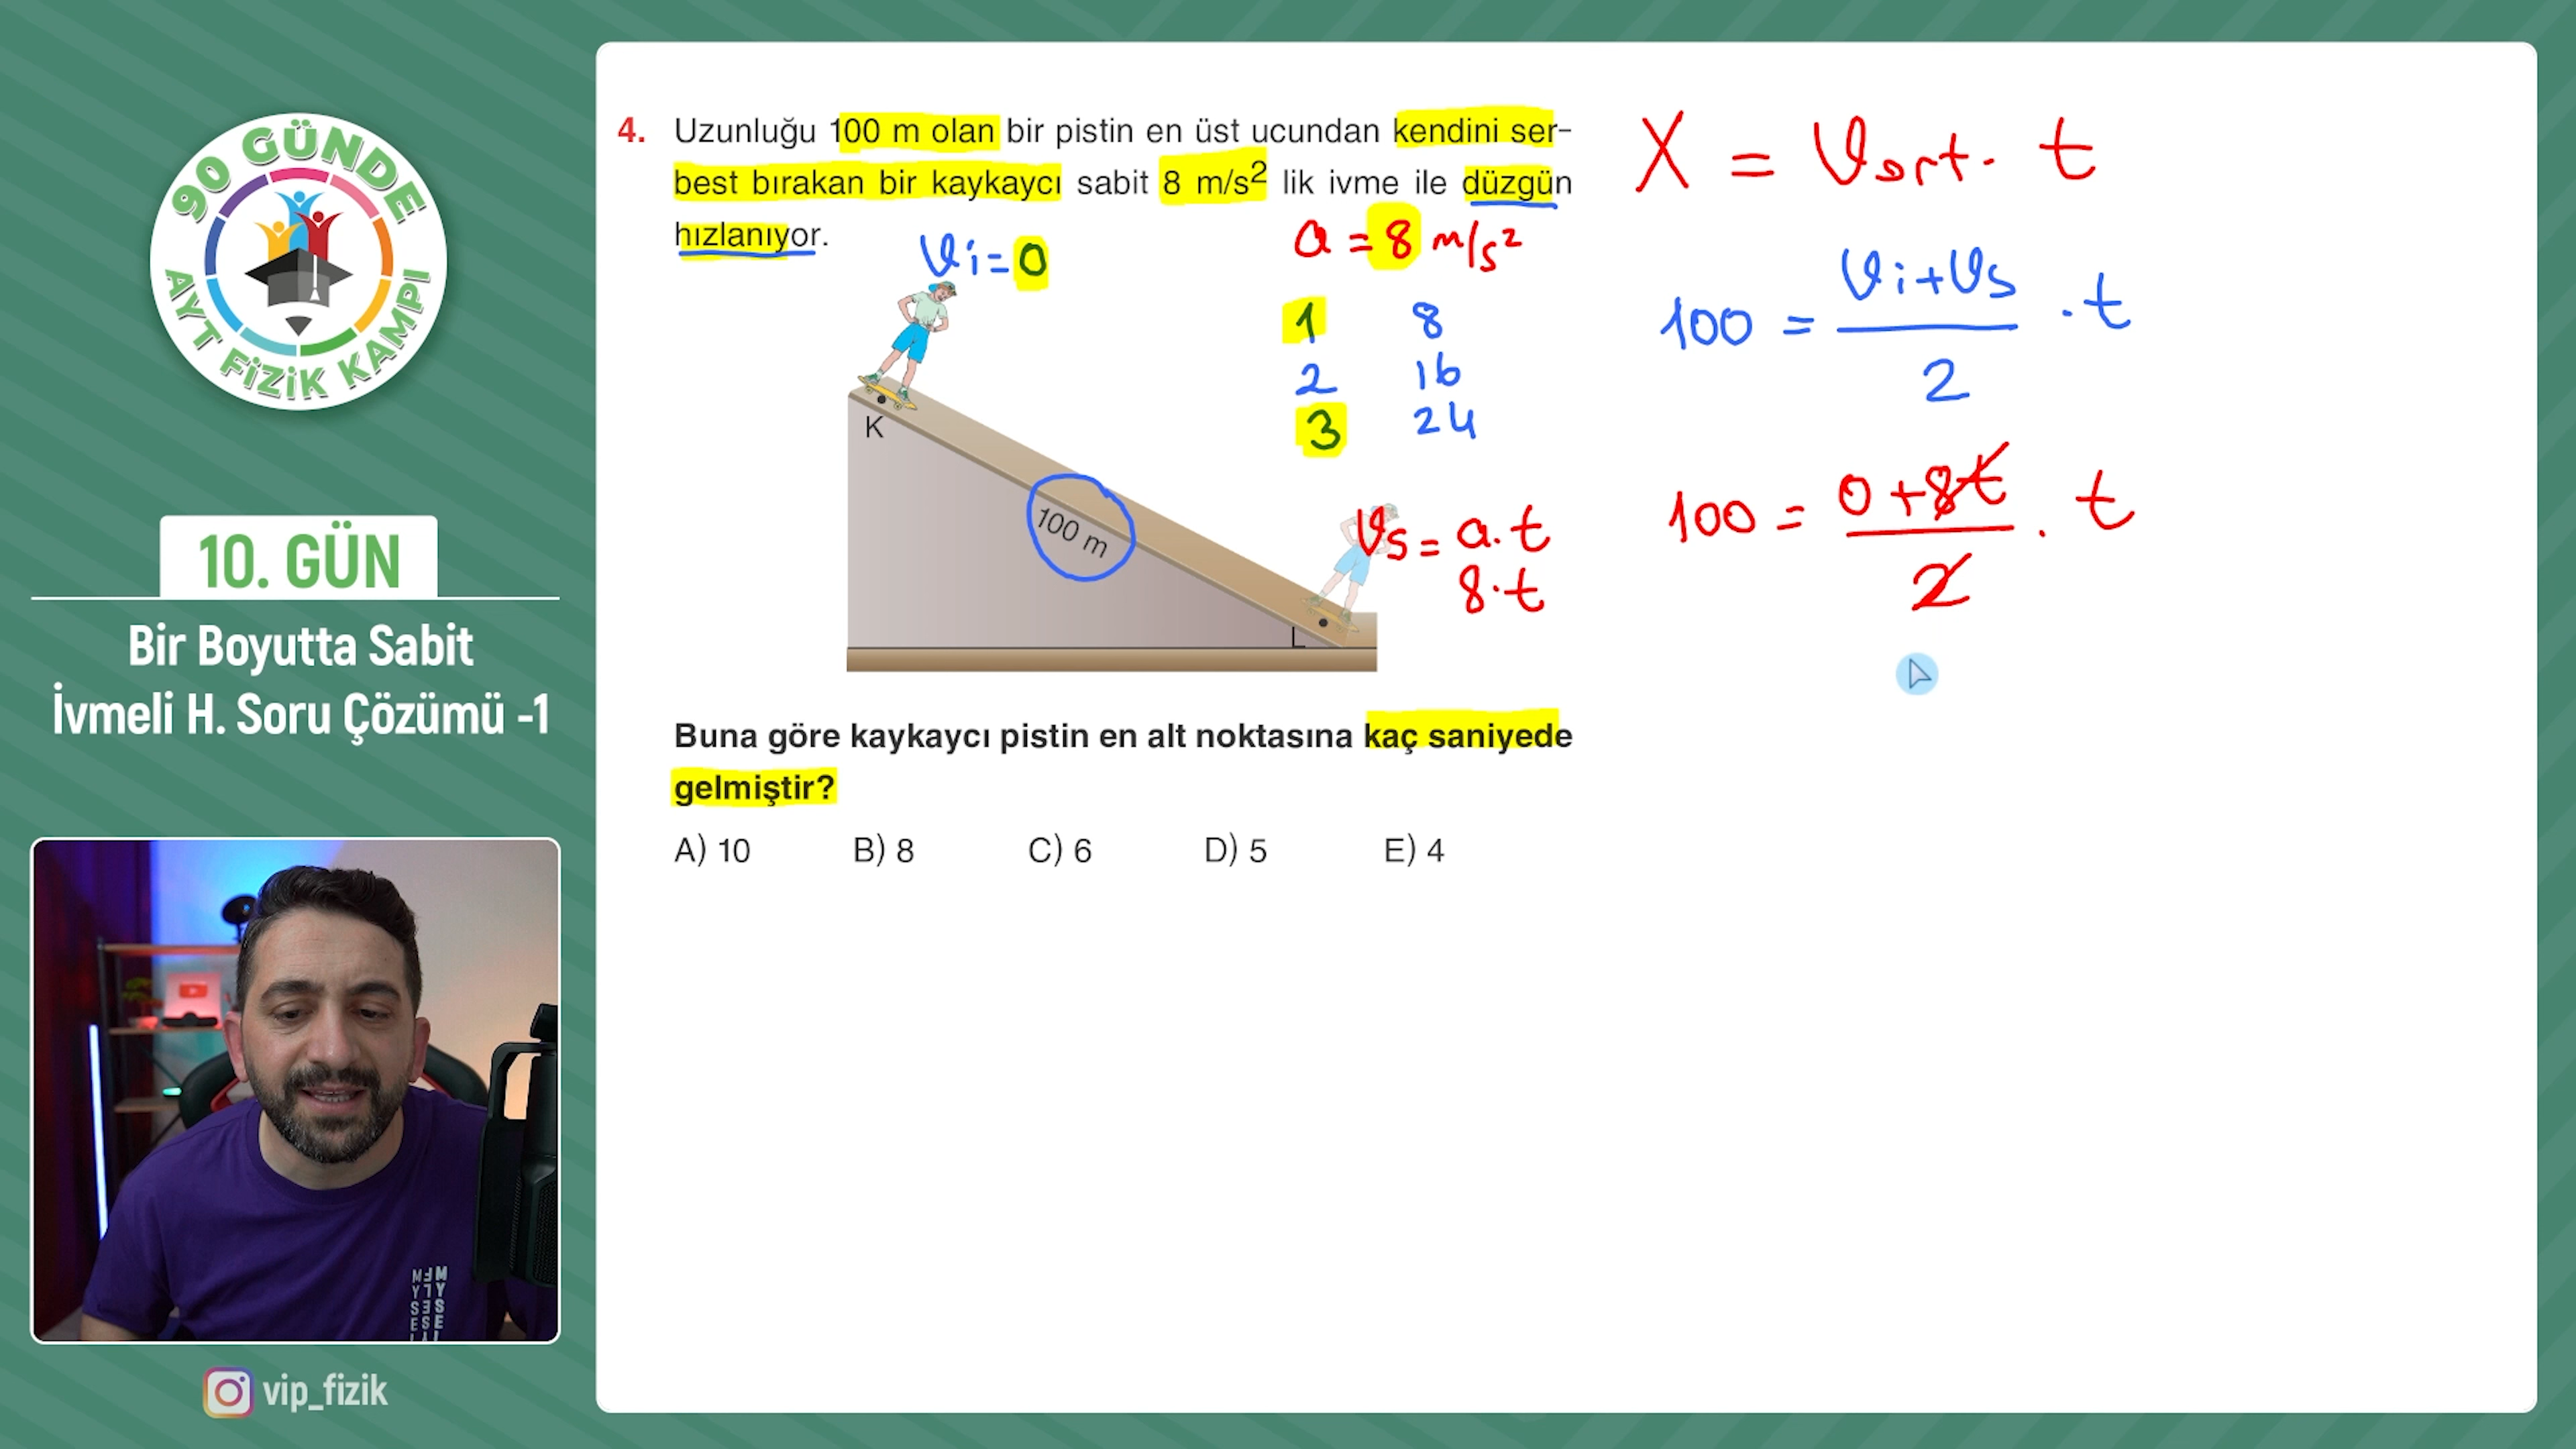 90 GÜNDE
AYT FİZİK KAMPI
10. GÜN
Bir Boyutta Sabit
İvmeli H. Soru Çözümü -1
vip_fizik
4. Uzunluğu 100 m olan bir pistin en üst ucundan kendini ser-
best bırakan bir kaykaycı sabit 8 m/s² lik ivme ile düzgün
hızlanıyor.
Vi = 0
a = 8 m/s²
1 8
2 16
3 24
K
100 m
L
Vs = a.t
8.t
Buna göre kaykaycı pistin en alt noktasına kaç saniyede
gelmiştir?
A) 10 B) 8 C) 6 D) 5 E) 4
X = Vort. t
100 = Vi+Vs / 2 . t
100 = 0+8t / 2 . t